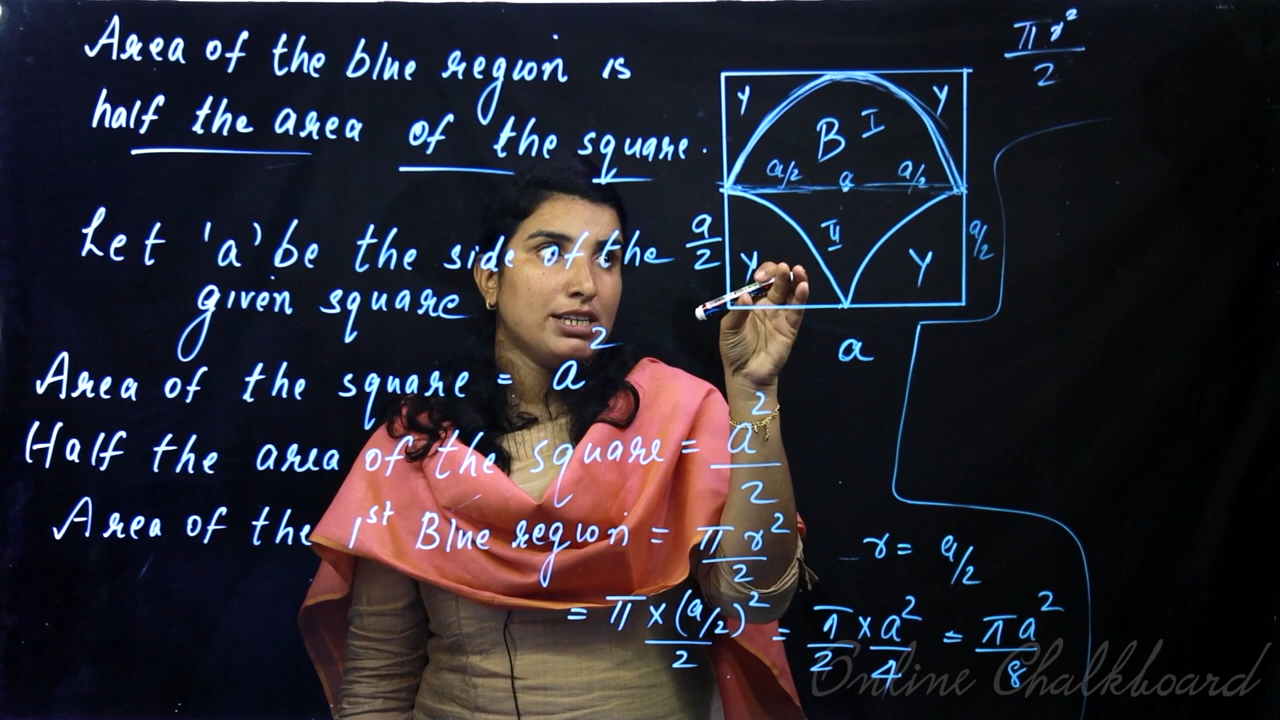 Area of the blue region is
half the area of the square.
Let 'a' be the side of the
given square
Area of the square = a²
Half the area of the square = a²/2
Area of the 1st Blue region = πr²/2
= π×(a/2)²/2 = π/2 × a²/4 = πa²/8
r = a/2
πr²/2
Y Y
B I
a/2 a a/2
a/2 II a/2
Y Y
a
Online Chalkboard